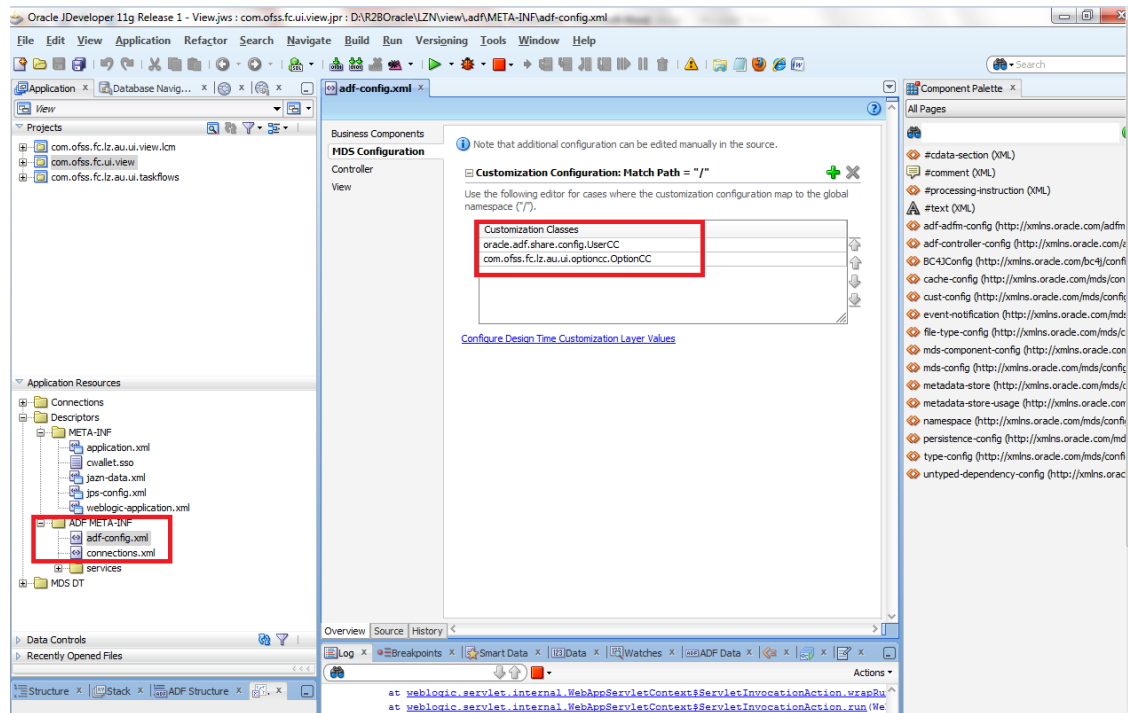 Oracle JDeveloper 11g Release 1 - View.jws : com.ofss.fc.ui.view.jpr : D:\R2BOracle\LZN\view\.adf\META-INF\adf-config.xml
File Edit View Application Refactor Search Navigate Build Run Versioning Tools Window Help
Search
Application x Database Navig... x
View
Projects
com.ofss.fc.lz.au.ui.view.lcm
com.ofss.fc.ui.view
com.ofss.fc.lz.au.ui.taskflows
Application Resources
Connections
Descriptors
META-INF
application.xml
cwallet.sso
jazn-data.xml
jps-config.xml
weblogic-application.xml
ADF META-INF
adf-config.xml
connections.xml
services
MDS DT
Data Controls
Recently Opened Files
Structure x Stack x ADF Structure x
adf-config.xml x
Business Components
MDS Configuration
Controller
View
Note that additional configuration can be edited manually in the source.
Customization Configuration: Match Path = "/"
Use the following editor for cases where the customization configuration map to the global
namespace ("/").
Customization Classes
oracle.adf.share.config.UserCC
com.ofss.fc.lz.au.ui.optioncc.OptionCC
Configure Design Time Customization Layer Values
Overview Source History
Log x Breakpoints x Smart Data x Data x Watches x ADF Data x
Actions
at weblogic.servlet.internal.WebAppServletContext$ServletInvocationAction.wrapRu
at weblogic.servlet.internal.WebAppServletContext$ServletInvocationAction.run(We
Component Palette x
All Pages
#cdata-section (XML)
#comment (XML)
#processing-instruction (XML)
#text (XML)
adf-adfm-config (http://xmlns.oracle.com/adfm
adf-controller-config (http://xmlns.oracle.com/a
BC4JConfig (http://xmlns.oracle.com/bc4j/confi
cache-config (http://xmlns.oracle.com/mds/con
cust-config (http://xmlns.oracle.com/mds/config
event-notification (http://xmlns.oracle.com/mds
file-type-config (http://xmlns.oracle.com/mds/c
mds-component-config (http://xmlns.oracle.con
mds-config (http://xmlns.oracle.com/mds/config
metadata-store (http://xmlns.oracle.com/mds/c
metadata-store-usage (http://xmlns.oracle.com
namespace (http://xmlns.oracle.com/mds/config
persistence-config (http://xmlns.oracle.com/md
type-config (http://xmlns.oracle.com/mds/confi
untyped-dependency-config (http://xmlns.orac